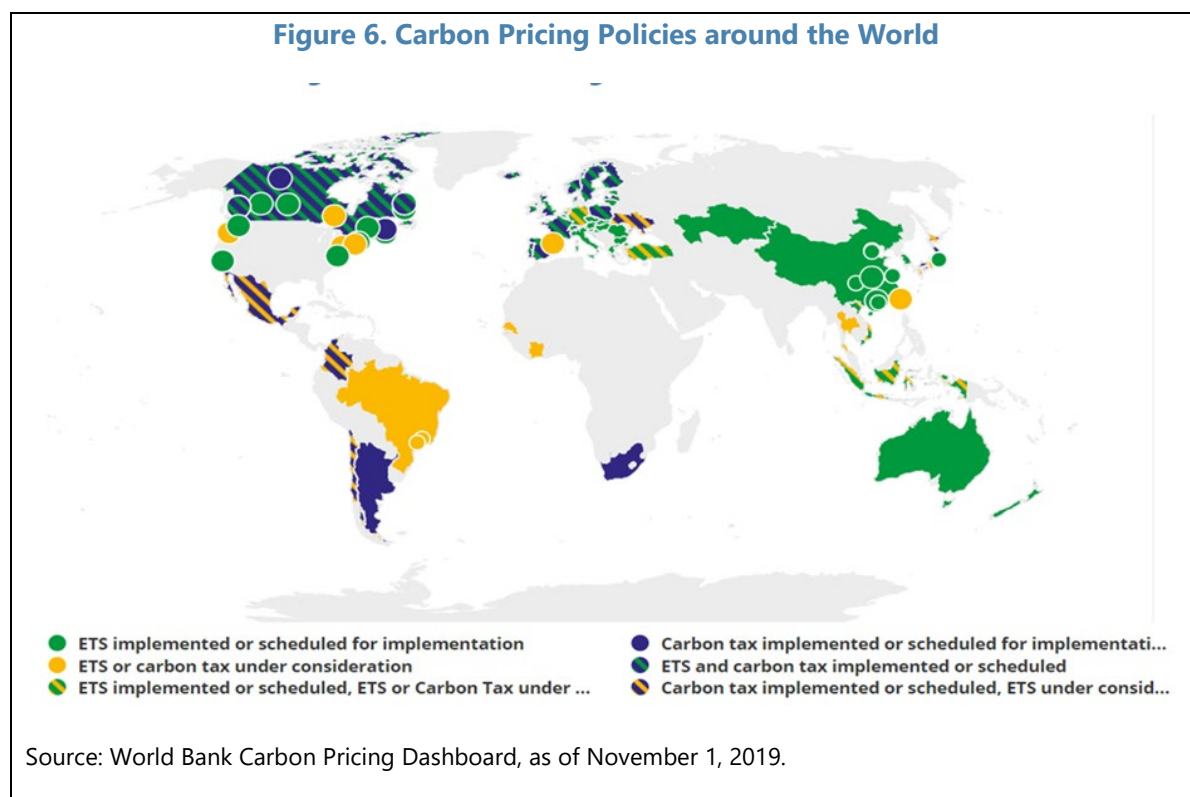 Figure 6. Carbon Pricing Policies around the World
ETS implemented or scheduled for implementation
Carbon tax implemented or scheduled for implementati...
ETS or carbon tax under consideration
ETS and carbon tax implemented or scheduled
ETS implemented or scheduled, ETS or Carbon Tax under ...
Carbon tax implemented or scheduled, ETS under consid...
Source: World Bank Carbon Pricing Dashboard, as of November 1, 2019.